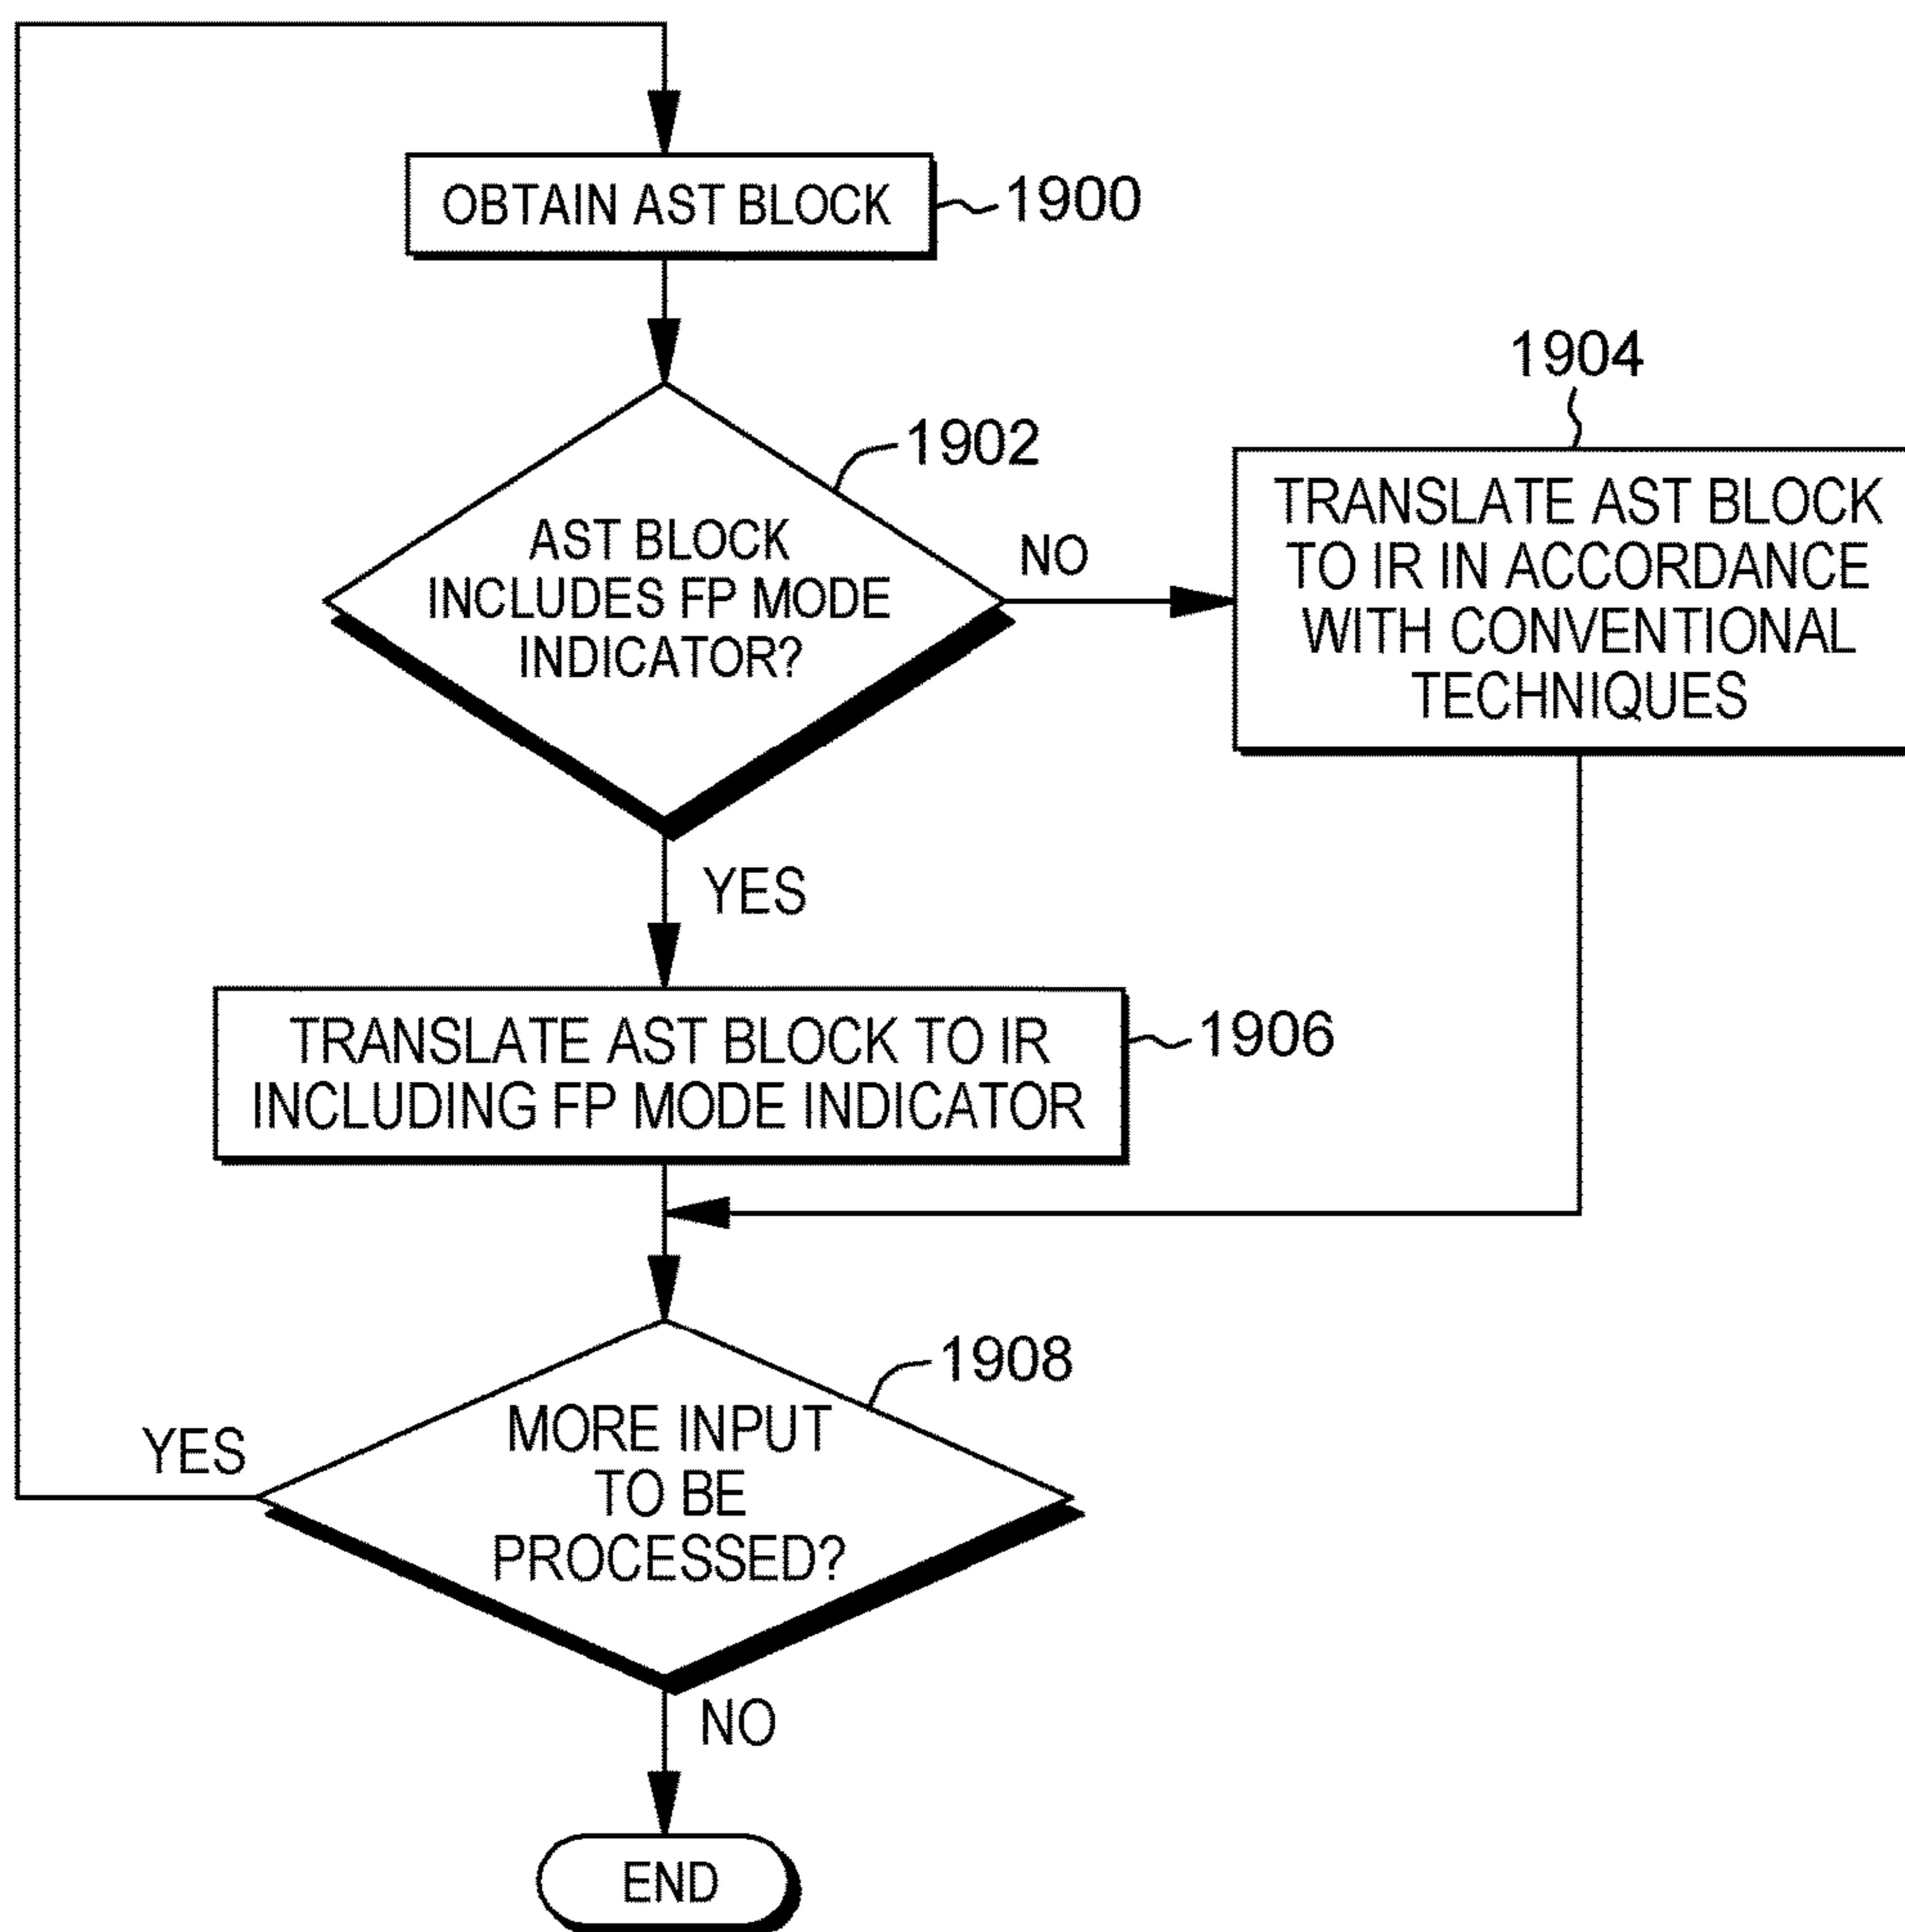 OBTAIN AST BLOCK
1900
1902
AST BLOCK
INCLUDES FP MODE
INDICATOR?
NO
1904
TRANSLATE AST BLOCK
TO IR IN ACCORDANCE
WITH CONVENTIONAL
TECHNIQUES
YES
TRANSLATE AST BLOCK TO IR
INCLUDING FP MODE INDICATOR
1906
1908
MORE INPUT
TO BE
PROCESSED?
YES
NO
END